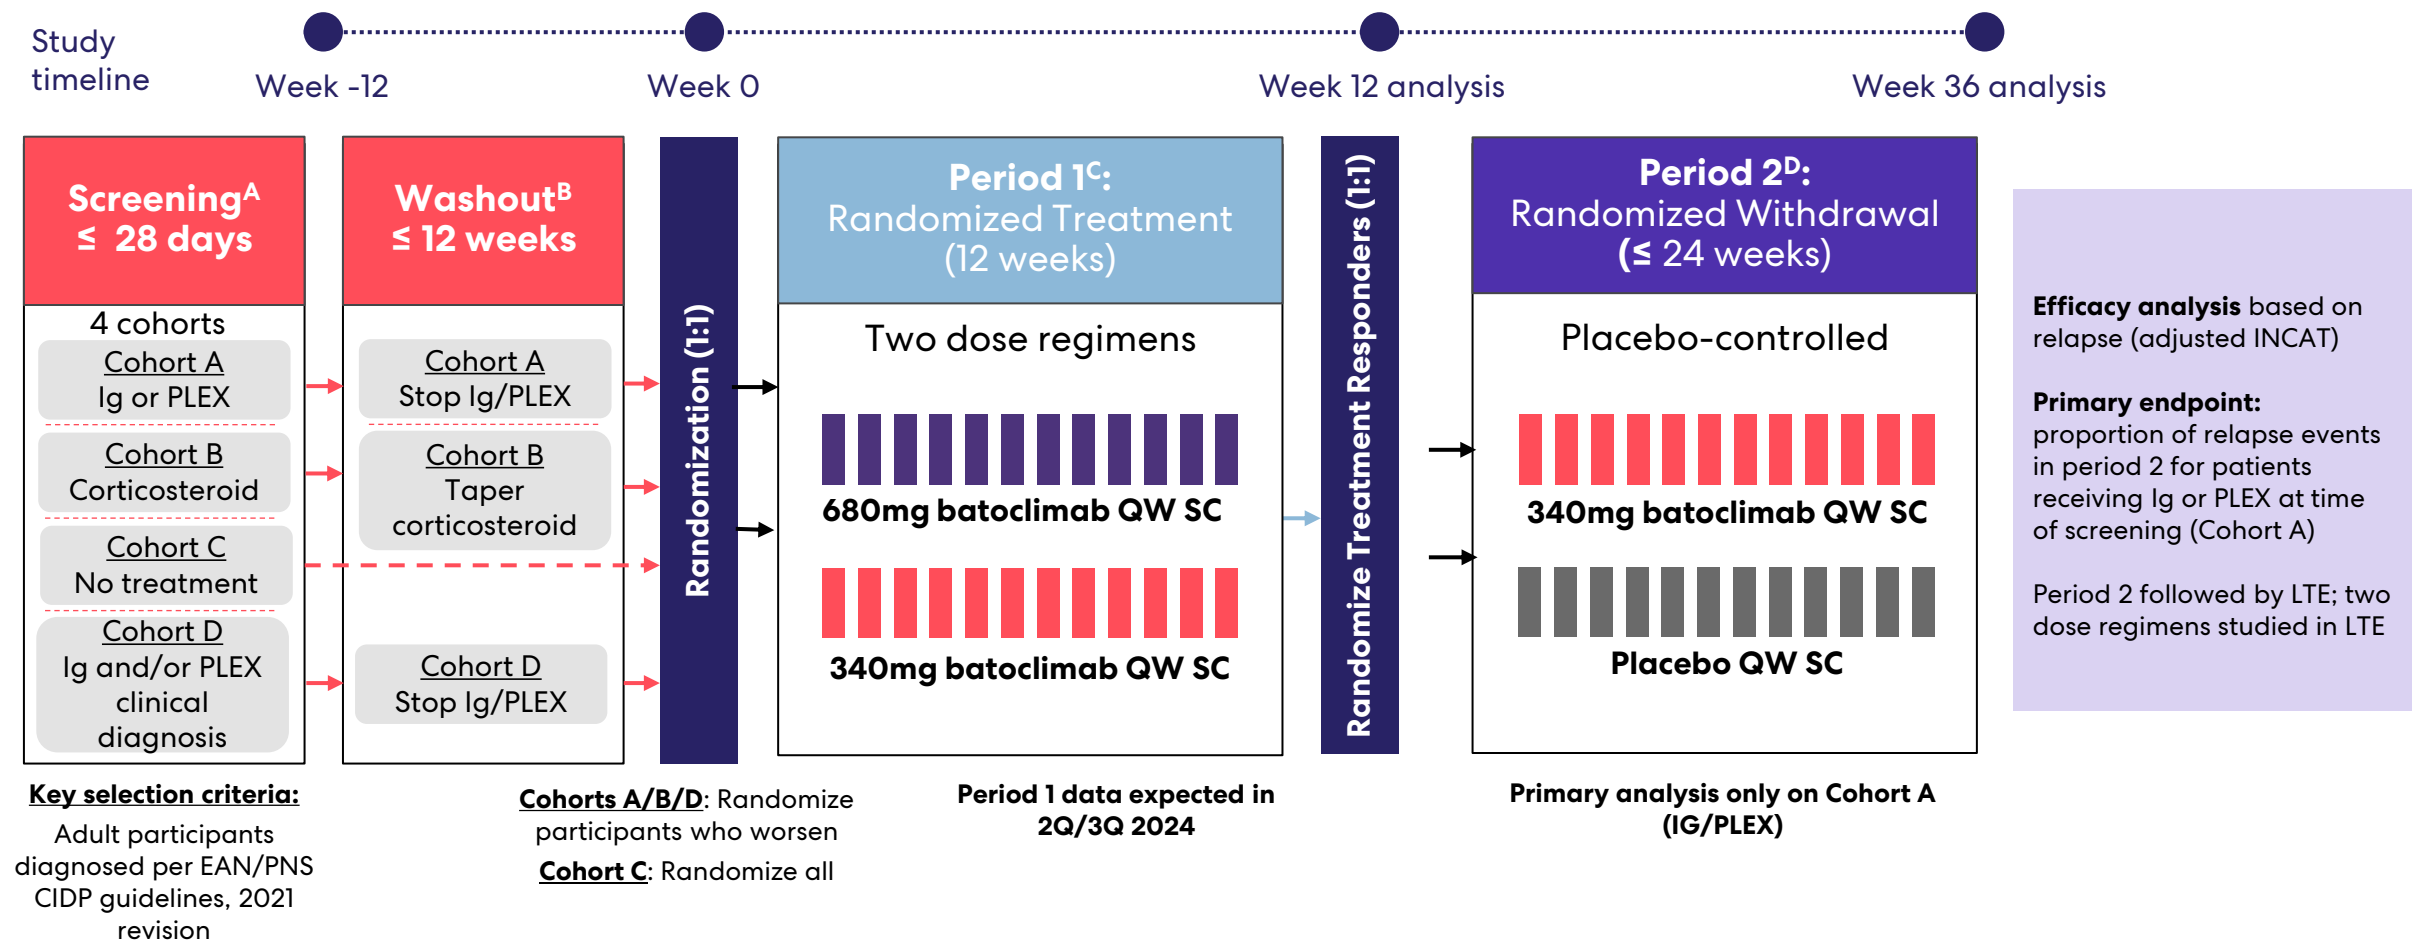 Study
timeline
Week -12
Week 0
Week 12 analysis
Week 36 analysis
Screeningᴬ
≤ 28 days
4 cohorts
Cohort A
Ig or PLEX
Cohort B
Corticosteroid
Cohort C
No treatment
Cohort D
Ig and/or PLEX
clinical
diagnosis
Key selection criteria:
Adult participants
diagnosed per EAN/PNS
CIDP guidelines, 2021
revision
Washoutᴮ
≤ 12 weeks
Cohort A
Stop Ig/PLEX
Cohort B
Taper
corticosteroid
Cohort D
Stop Ig/PLEX
Randomization (1:1)
Cohorts A/B/D: Randomize
participants who worsen
Cohort C: Randomize all
Period 1ᶜ:
Randomized Treatment
(12 weeks)
Two dose regimens
680mg batoclimab QW SC
340mg batoclimab QW SC
Period 1 data expected in
2Q/3Q 2024
Randomize Treatment Responders (1:1)
Period 2ᴰ:
Randomized Withdrawal
(≤ 24 weeks)
Placebo-controlled
340mg batoclimab QW SC
Placebo QW SC
Primary analysis only on Cohort A
(IG/PLEX)
Efficacy analysis based on
relapse (adjusted INCAT)
Primary endpoint:
proportion of relapse events
in period 2 for patients
receiving Ig or PLEX at time
of screening (Cohort A)
Period 2 followed by LTE; two
dose regimens studied in LTE